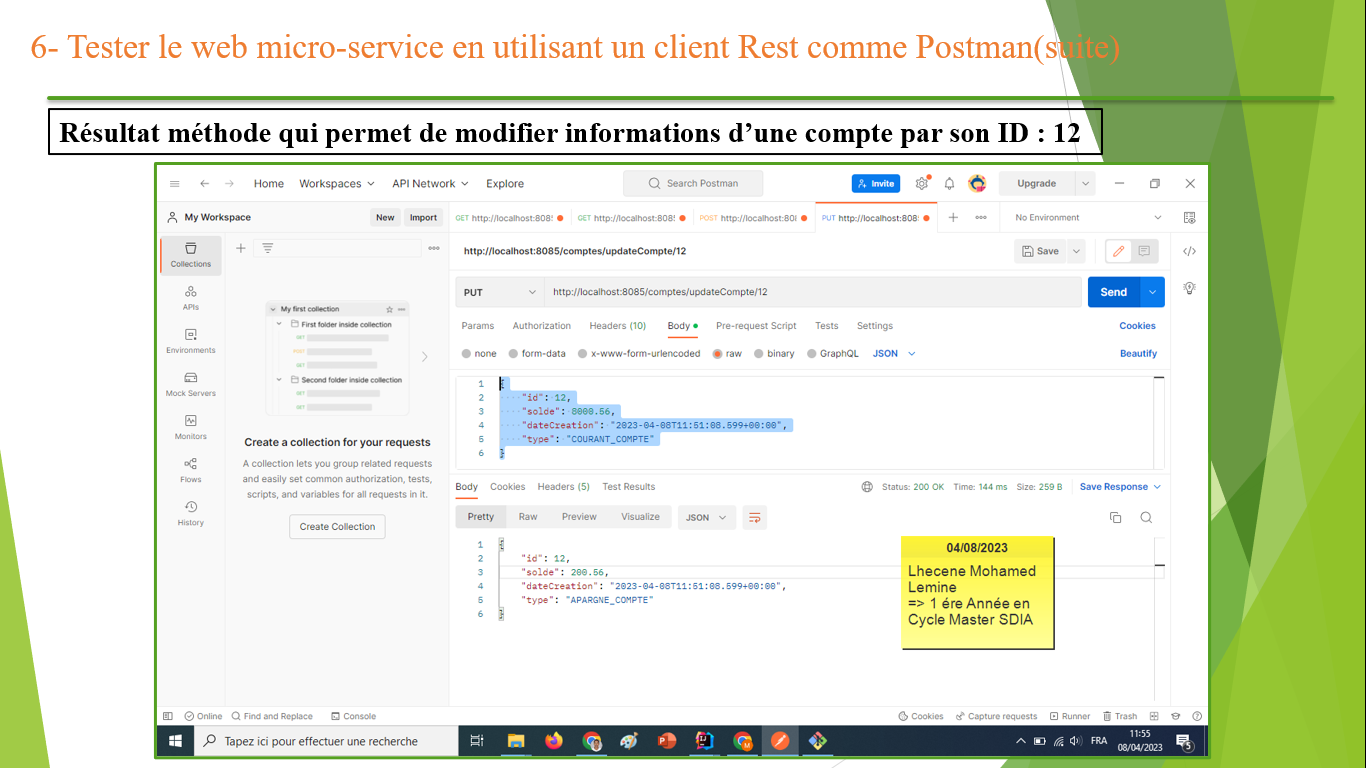 6- Tester le web micro-service en utilisant un client Rest comme Postman(suite)
Résultat méthode qui permet de modifier informations d’une compte par son ID : 12
Home Workspaces API Network Explore Search Postman Invite Upgrade
My Workspace New Import GET http://localhost:808! GET http://localhost:808! POST http://localhost:80! PUT http://localhost:808! No Environment
Collections
APIs
Environments
Mock Servers
Monitors
Flows
History
My first collection
First folder inside collection
GET
POST
GET
Second folder inside collection
GET
GET
Create a collection for your requests
A collection lets you group related requests
and easily set common authorization, tests,
scripts, and variables for all requests in it.
Create Collection
http://localhost:8085/comptes/updateCompte/12 Save
PUT http://localhost:8085/comptes/updateCompte/12 Send
Params Authorization Headers (10) Body Pre-request Script Tests Settings Cookies
none form-data x-www-form-urlencoded raw binary GraphQL JSON Beautify
1 {
2 "id": 12,
3 "solde": 8000.56,
4 "dateCreation": "2023-04-08T11:51:08.599+00:00",
5 "type": "COURANT_COMPTE"
6 }
Body Cookies Headers (5) Test Results Status: 200 OK Time: 144 ms Size: 259 B Save Response
Pretty Raw Preview Visualize JSON
1 {
2 "id": 12,
3 "solde": 200.56,
4 "dateCreation": "2023-04-08T11:51:08.599+00:00",
5 "type": "APARGNE_COMPTE"
6 }
04/08/2023
Lhecene Mohamed
Lemine
=> 1 ére Année en
Cycle Master SDIA
Online Find and Replace Console Cookies Capture requests Runner Trash
Tapez ici pour effectuer une recherche FRA 11:55
08/04/2023 5